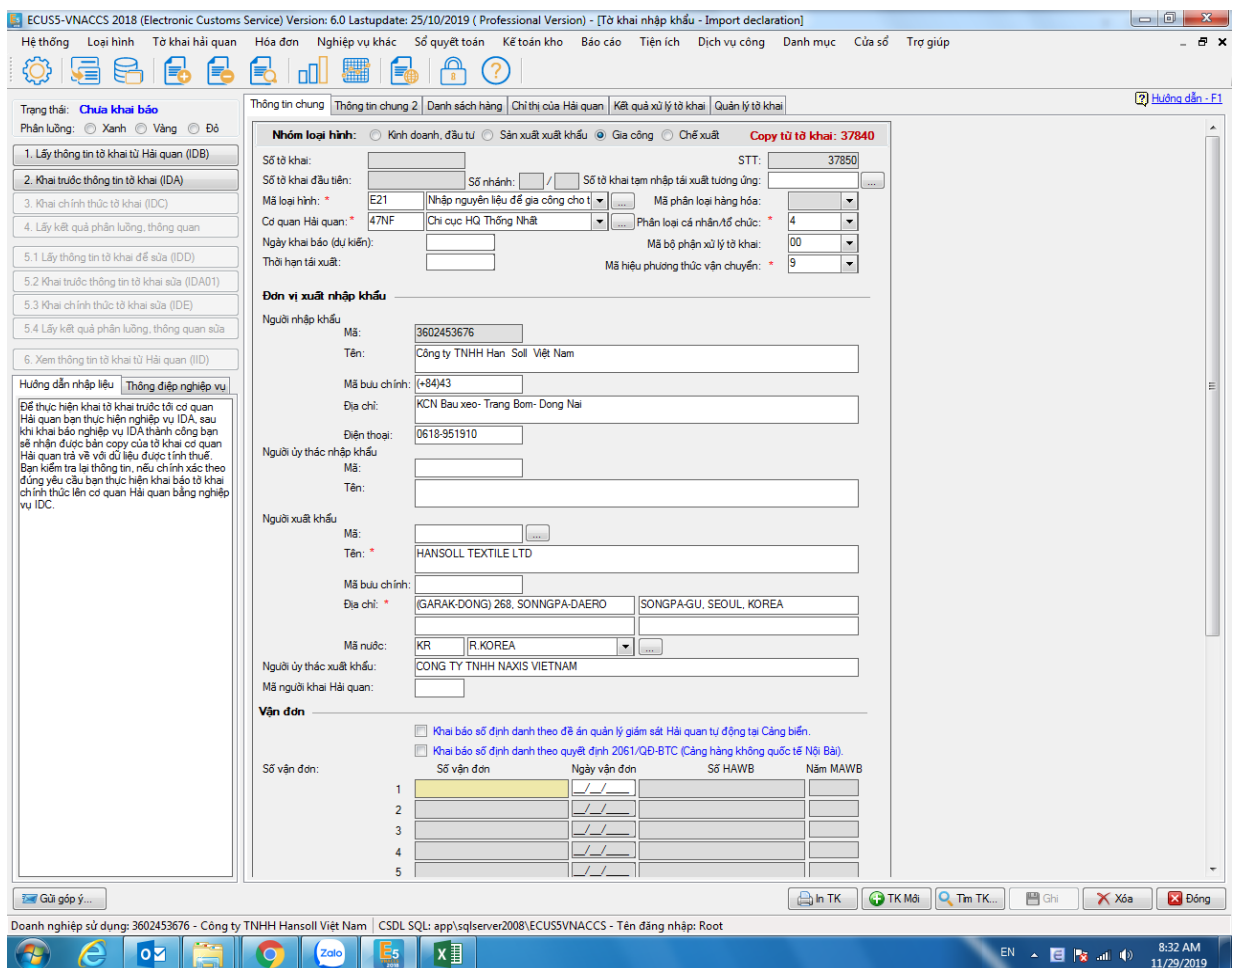 ECUS5-VNACCS 2018 (Electronic Customs Service) Version: 6.0 Lastupdate: 25/10/2019 ( Professional Version) - [Tờ khai nhập khẩu - Import declaration]
Hệ thống Loại hình Tờ khai hải quan Hóa đơn Nghiệp vụ khác Sổ quyết toán Kế toán kho Báo cáo Tiện ích Dịch vụ công Danh mục Cửa sổ Trợ giúp
Trạng thái: Chưa khai báo
Phân luồng: Xanh Vàng Đỏ
1. Lấy thông tin tờ khai từ Hải quan (IDB)
2. Khai trước thông tin tờ khai (IDA)
3. Khai chính thức tờ khai (IDC)
4. Lấy kết quả phân luồng, thông quan
5.1 Lấy thông tin tờ khai để sửa (IDD)
5.2 Khai trước thông tin tờ khai sửa (IDA01)
5.3 Khai chính thức tờ khai sửa (IDE)
5.4 Lấy kết quả phân luồng, thông quan sửa
6. Xem thông tin tờ khai từ Hải quan (IID)
Hướng dẫn nhập liệu Thông điệp nghiệp vụ
Để thực hiện khai tờ khai trước tới cơ quan
Hải quan bạn thực hiện nghiệp vụ IDA, sau
khi khai báo nghiệp vụ IDA thành công bạn
sẽ nhận được bản copy của tờ khai cơ quan
Hải quan trả về với dữ liệu được tính thuế.
Bạn kiểm tra lại thông tin, nếu chính xác theo
đúng yêu cầu bạn thực hiện khai báo tờ khai
chính thức lên cơ quan Hải quan bằng nghiệp
vụ IDC.
Thông tin chung Thông tin chung 2 Danh sách hàng Chỉ thị của Hải quan Kết quả xử lý tờ khai Quản lý tờ khai
Hướng dẫn - F1
Nhóm loại hình: Kinh doanh, đầu tư Sản xuất xuất khẩu Gia công Chế xuất Copy từ tờ khai: 37840
Số tờ khai: STT: 37850
Số tờ khai đầu tiên: Số nhánh: / Số tờ khai tạm nhập tái xuất tương ứng: ...
Mã loại hình: * E21 Nhập nguyên liệu để gia công cho t ... Mã phân loại hàng hóa:
Cơ quan Hải quan: * 47NF Chi cục HQ Thống Nhất ... Phân loại cá nhân/tổ chức: * 4
Ngày khai báo (dự kiến): Mã bộ phận xử lý tờ khai: 00
Thời hạn tái xuất: Mã hiệu phương thức vận chuyển: * 9
Đơn vị xuất nhập khẩu
Người nhập khẩu
Mã: 3602453676
Tên: Công ty TNHH Han Soll Việt Nam
Mã bưu chính: (+84)43
Địa chỉ: KCN Bau xeo- Trang Bom- Dong Nai
Điện thoại: 0618-951910
Người ủy thác nhập khẩu
Mã:
Tên:
Người xuất khẩu
Mã: ...
Tên: * HANSOLL TEXTILE LTD
Mã bưu chính:
Địa chỉ: * (GARAK-DONG) 268, SONNGPA-DAERO SONGPA-GU, SEOUL, KOREA
Mã nước: KR R.KOREA ...
Người ủy thác xuất khẩu: CONG TY TNHH NAXIS VIETNAM
Mã người khai Hải quan:
Vận đơn
Khai báo số định danh theo đề án quản lý giám sát Hải quan tự động tại Cảng biển.
Khai báo số định danh theo quyết định 2061/QĐ-BTC (Cảng hàng không quốc tế Nội Bài).
Số vận đơn: Số vận đơn Ngày vận đơn Số HAWB Năm MAWB
1 __/__/____
2 __/__/____
3 __/__/____
4 __/__/____
5 __/__/____
Gửi góp ý... In TK TK Mới Tìm TK... Ghi Xóa Đóng
Doanh nghiệp sử dụng: 3602453676 - Công ty TNHH Hansoll Việt Nam CSDL SQL: app\sqlserver2008\ECUS5VNACCS - Tên đăng nhập: Root
Zalo E5 2018 EN 8:32 AM
11/29/2019